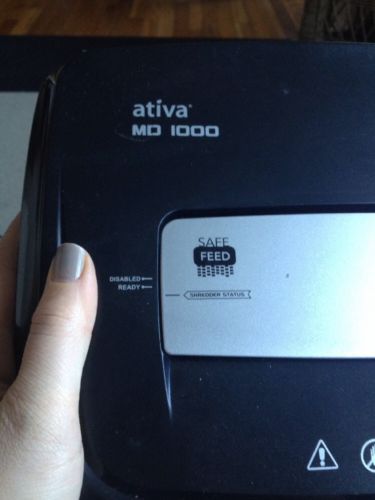 ativa
MD 1000
SAFE
FEED
DISABLED
READY
SHREDDER STATUS